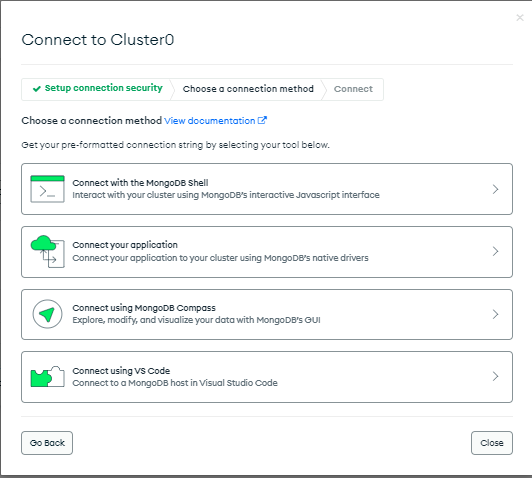 ×
Connect to Cluster0
✔ Setup connection security
Choose a connection method
Connect
Choose a connection method View documentation
Get your pre-formatted connection string by selecting your tool below.
>_
Connect with the MongoDB Shell
Interact with your cluster using MongoDB's interactive Javascript interface
Connect your application
Connect your application to your cluster using MongoDB's native drivers
Connect using MongoDB Compass
Explore, modify, and visualize your data with MongoDB's GUI
Connect using VS Code
Connect to a MongoDB host in Visual Studio Code
Go Back
Close